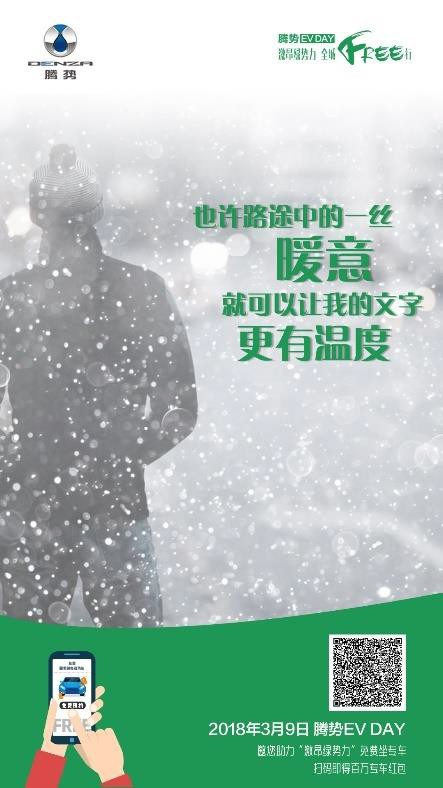 DENZA
腾势
腾势EV DAY
激昂绿势力 全城FREE行
也许路途中的一丝
暖意
就可以让我的文字
更有温度
免费预约
FREE
2018年3月9日 腾势EV DAY
邀您助力“激昂绿势力”免费坐专车
扫码即得百万专车红包